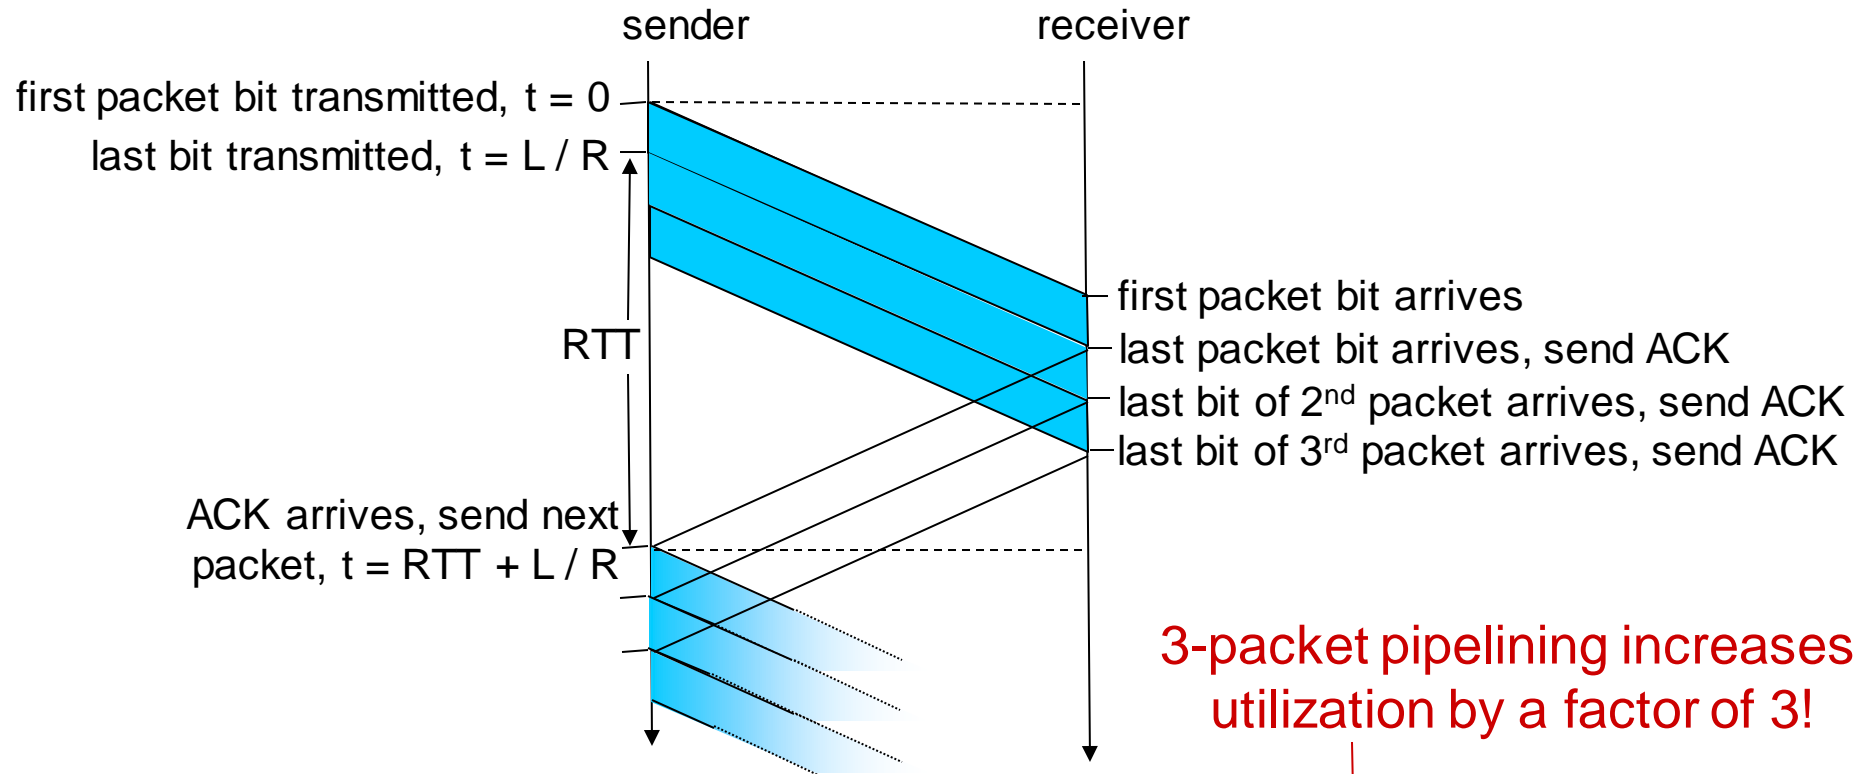 sender
receiver
first packet bit transmitted, t = 0
last bit transmitted, t = L / R
first packet bit arrives
RTT
last packet bit arrives, send ACK
last bit of 2nd packet arrives, send ACK
last bit of 3rd packet arrives, send ACK
ACK arrives, send next
packet, t = RTT + L / R
3-packet pipelining increases
utilization by a factor of 3!